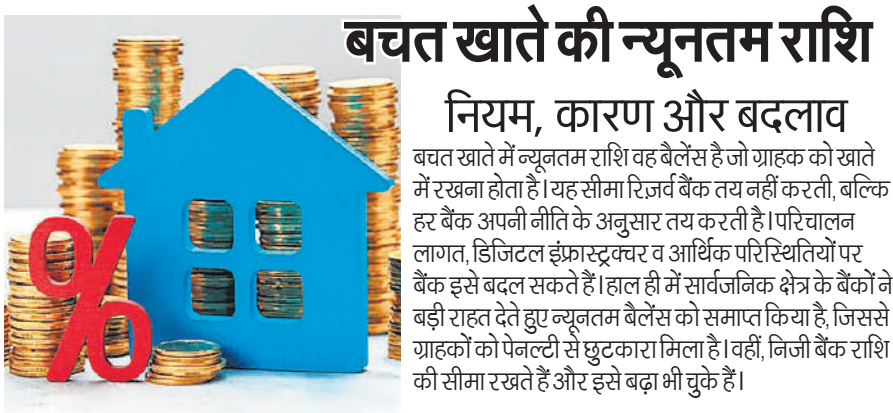 बचत खाते की न्यूनतम राशि
नियम, कारण और बदलाव
बचत खाते में न्यूनतम राशि वह बैलेंस है जो ग्राहक को खाते
में रखना होता है। यह सीमा रिज़र्व बैंक तय नहीं करती, बल्कि
हर बैंक अपनी नीति के अनुसार तय करती है। परिचालन
लागत, डिजिटल इंफ्रास्ट्रक्चर व आर्थिक परिस्थितियों पर
बैंक इसे बदल सकते हैं। हाल ही में सार्वजनिक क्षेत्र के बैंकों ने
बड़ी राहत देते हुए न्यूनतम बैलेंस को समाप्त किया है, जिससे
ग्राहकों को पेनल्टी से छुटकारा मिला है। वहीं, निजी बैंक राशि
की सीमा रखते हैं और इसे बढ़ा भी चुके हैं।
%